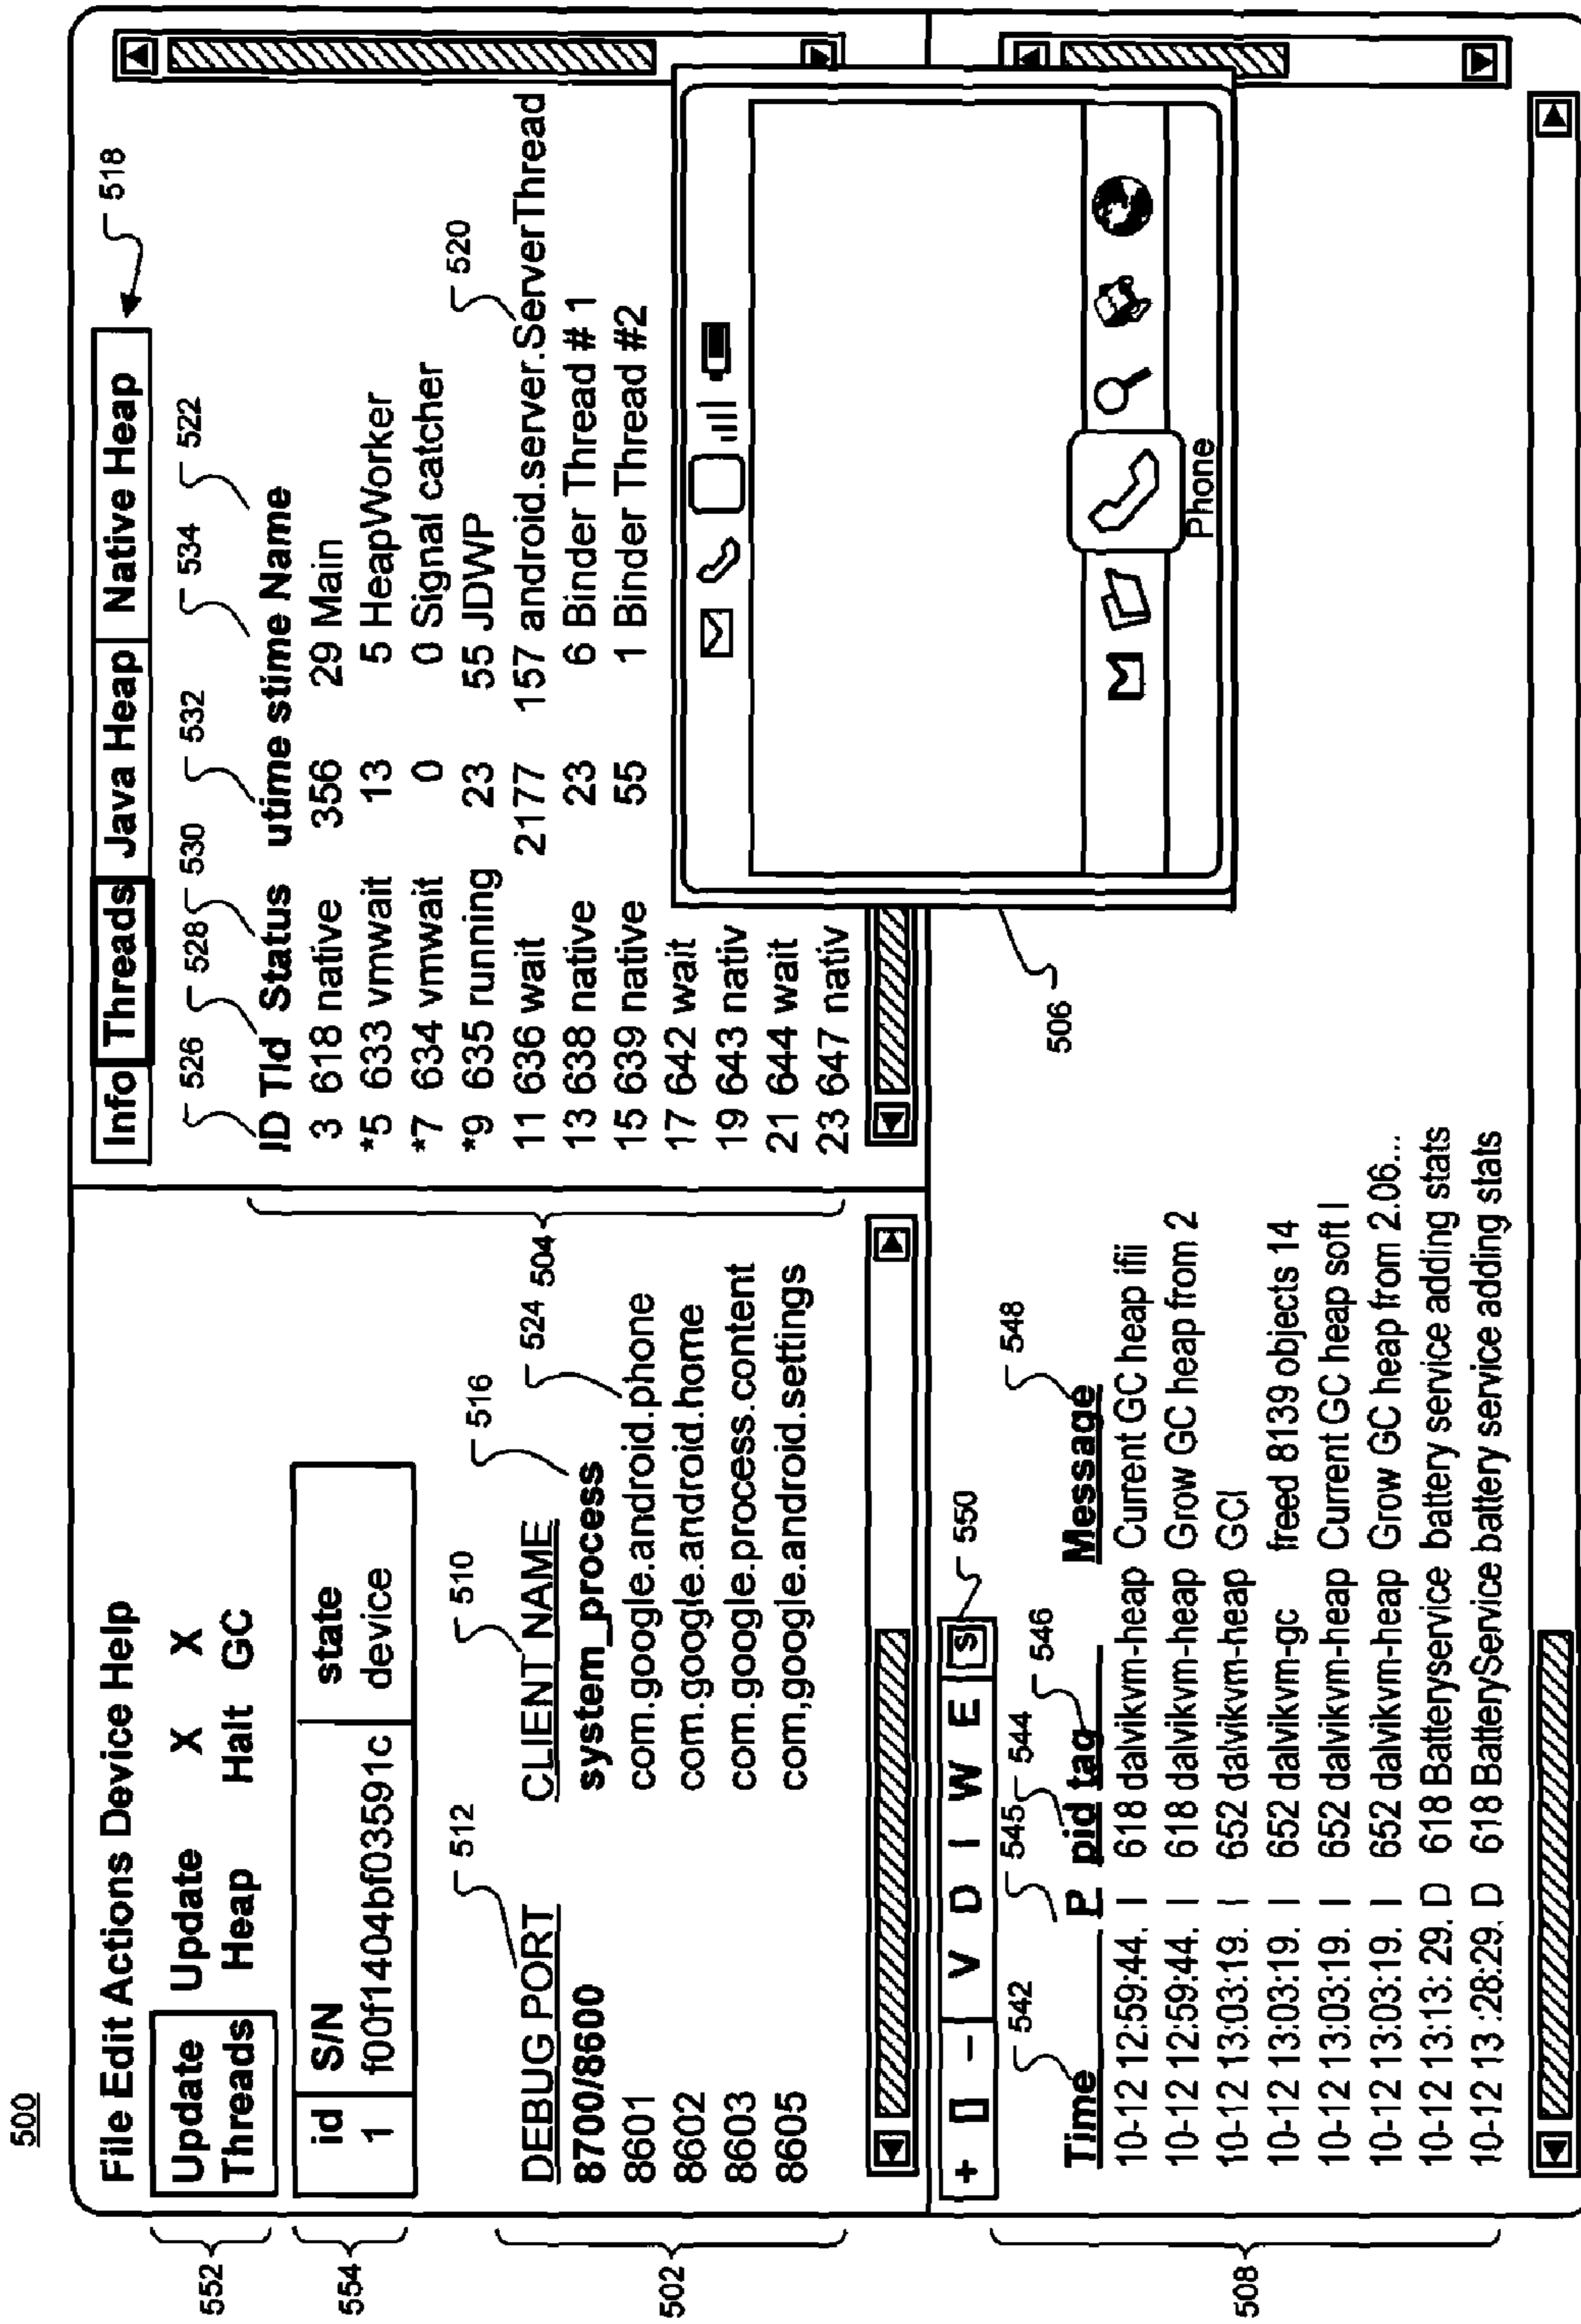 500
File Edit Actions Device Help
Update Threads
Update Heap
X Halt
X GC
id S/N state
1 f00f1404bf03591c device
552
554
512
510
516
524
DEBUG PORT CLIENT NAME
8700/8600 system_process
8601 com.google.android.phone
8602 com.google.android.home
8603 com.google.process.content
8605 com,google.android.settings
502
504
Info Threads Java Heap Native Heap
518
526 528 530 532 534 522
ID TId Status utime stime Name
3 618 native 356 29 Main
*5 633 vmwait 13 5 HeapWorker
*7 634 vmwait 0 0 Signal catcher
*9 635 running 23 55 JDWP
520
11 636 wait 2177 157 android.server.ServerThread
13 638 native 23 6 Binder Thread # 1
15 639 native 55 1 Binder Thread #2
17 642 wait
19 643 nativ
21 644 wait
23 647 nativ
Phone
506
+ [] - V D I W E S
550
542 545 544 546 548
Time P pid tag Message
10-12 12:59:44. I 618 dalvikvm-heap Current GC heap ifii
10-12 12:59:44. I 618 dalvikvm-heap Grow GC heap from 2
10-12 13:03:19. I 652 dalvikvm-heap GCI
10-12 13:03:19. I 652 dalvikvm-gc freed 8139 objects 14
10-12 13:03:19. I 652 dalvikvm-heap Current GC heap soft l
10-12 13:03:19. I 652 dalvikvm-heap Grow GC heap from 2.06...
10-12 13:13: 29. D 618 Batteryservice battery service adding stats
10-12 13 :28:29. D 618 BatteryService battery service adding stats
508